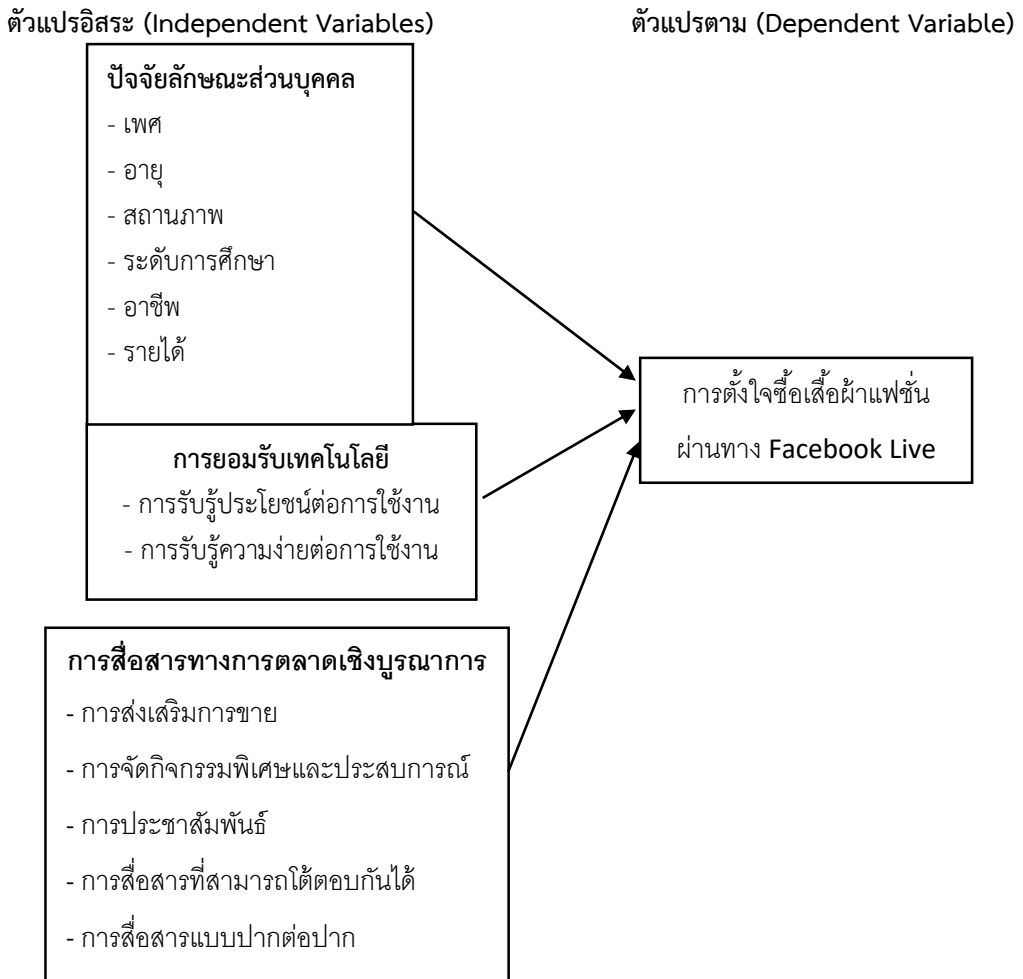 ตัวแปรอิสระ (Independent Variables)
ตัวแปรตาม (Dependent Variable)
ปัจจัยลักษณะส่วนบุคคล
- เพศ
- อายุ
- สถานภาพ
- ระดับการศึกษา
- อาชีพ
- รายได้
การยอมรับเทคโนโลยี
- การรับรู้ประโยชน์ต่อการใช้งาน
- การรับรู้ความง่ายต่อการใช้งาน
การสื่อสารทางการตลาดเชิงบูรณาการ
- การส่งเสริมการขาย
- การจัดกิจกรรมพิเศษและประสบการณ์
- การประชาสัมพันธ์
- การสื่อสารที่สามารถโต้ตอบกันได้
- การสื่อสารแบบปากต่อปาก
การตั้งใจซื้อเสื้อผ้าแฟชั่น
ผ่านทาง Facebook Live